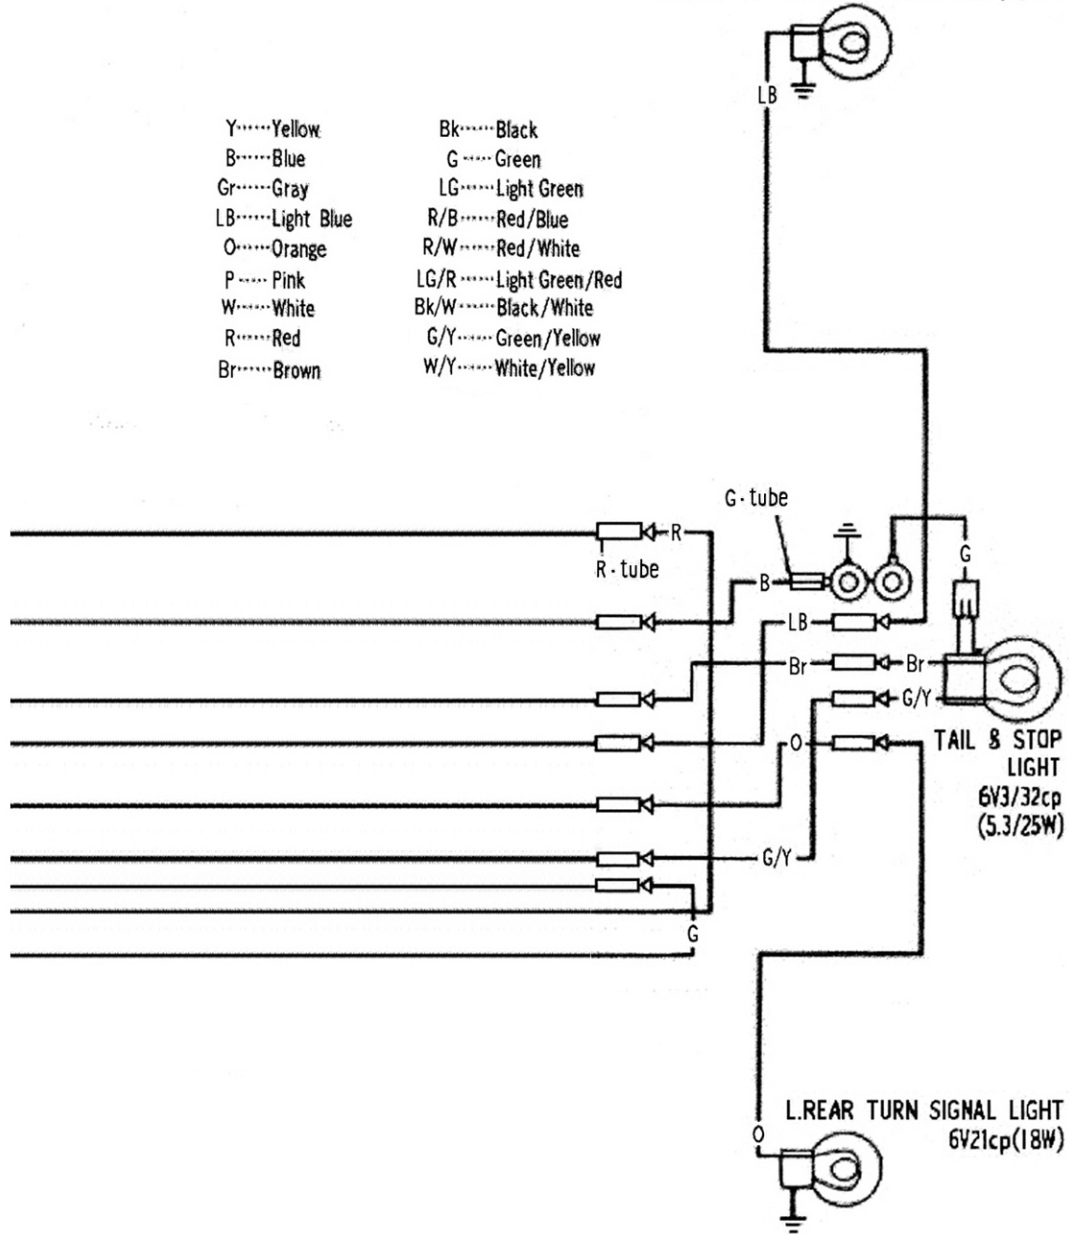 LB
Y······Yellow
B······Blue
Gr······Gray
LB······Light Blue
O······Orange
P······Pink
W······White
R······Red
Br······Brown
Bk······Black
G······Green
LG······Light Green
R/B······Red/Blue
R/W······Red/White
LG/R······Light Green/Red
Bk/W······Black/White
G/Y······Green/Yellow
W/Y······White/Yellow
G·tube
R
G
R·tube
B
LB
Br
Br
G/Y
O
TAIL & STOP
LIGHT
6V3/32cp
(5.3/25W)
G/Y
G
L.REAR TURN SIGNAL LIGHT
6V21cp(18W)
O